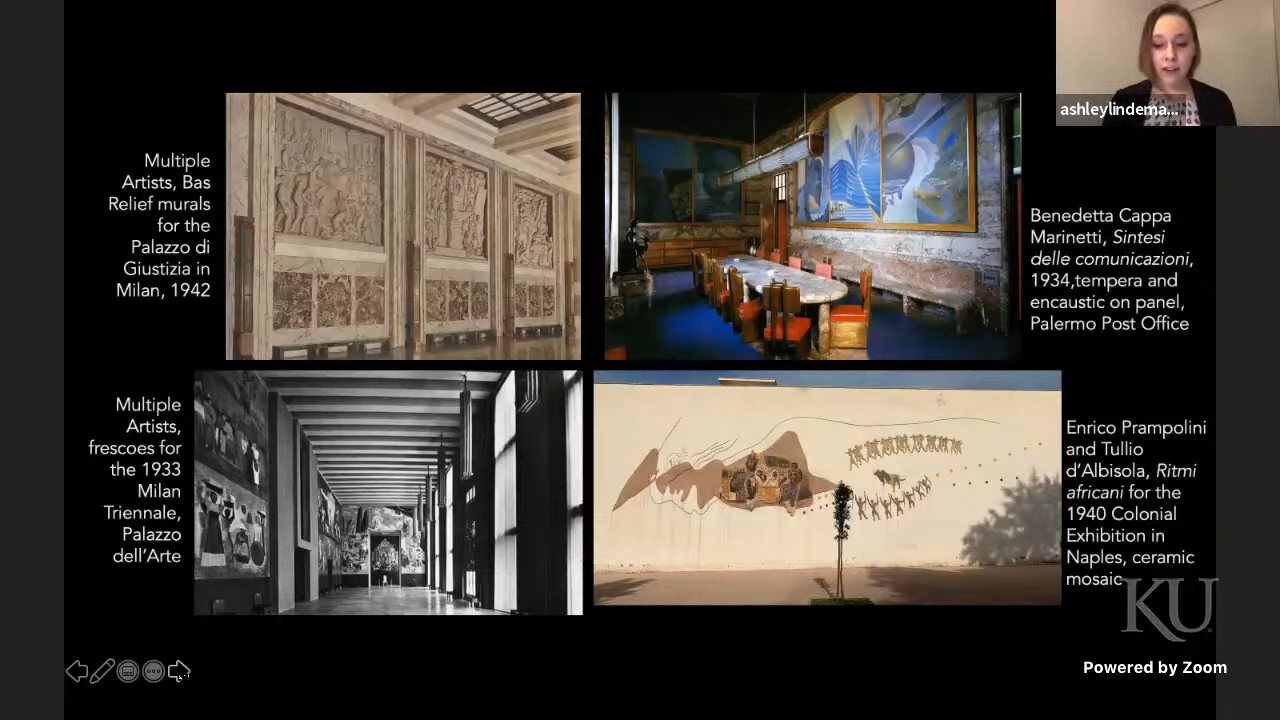 ashleylindema...
Multiple
Artists, Bas
Relief murals
for the
Palazzo di
Giustizia in
Milan, 1942
Benedetta Cappa
Marinetti, Sintesi
delle comunicazioni,
1934,tempera and
encaustic on panel,
Palermo Post Office
Multiple
Artists,
frescoes for
the 1933
Milan
Triennale,
Palazzo
dell'Arte
Enrico Prampolini
and Tullio
d'Albisola, Ritmi
africani for the
1940 Colonial
Exhibition in
Naples, ceramic
mosaic
KU
Powered by Zoom